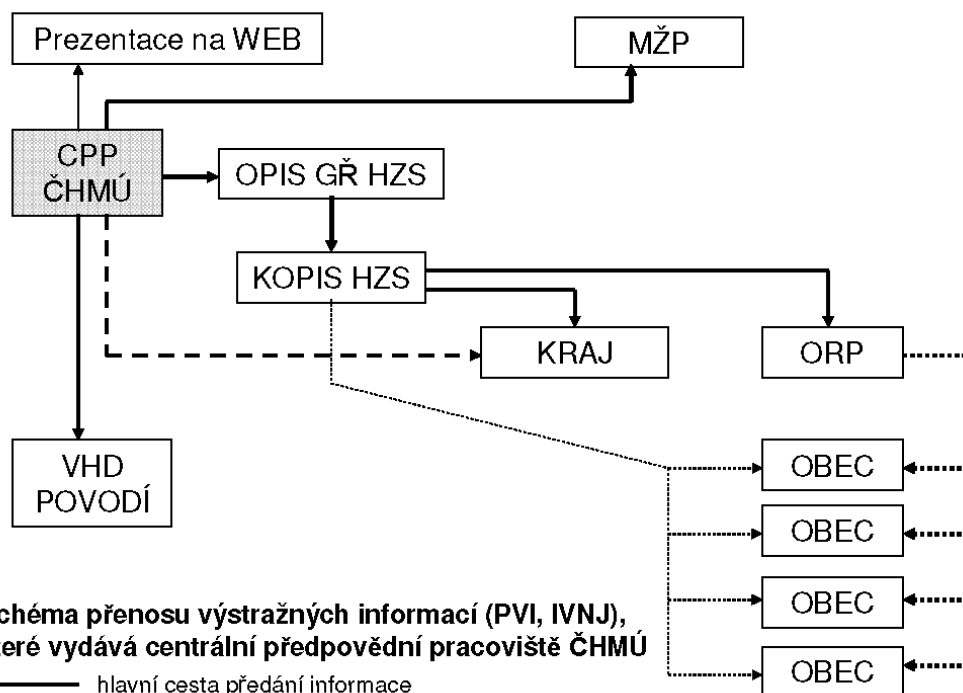 Prezentace na WEB
MŽP
CPP
ČHMÚ
OPIS GŘ HZS
KOPIS HZS
KRAJ
ORP
VHD
POVODÍ
OBEC
OBEC
OBEC
OBEC
chéma přenosu výstražných informací (PVI, IVNJ),
teré vydává centrální předpovědní pracoviště ČHMÚ
hlavní cesta předání informace